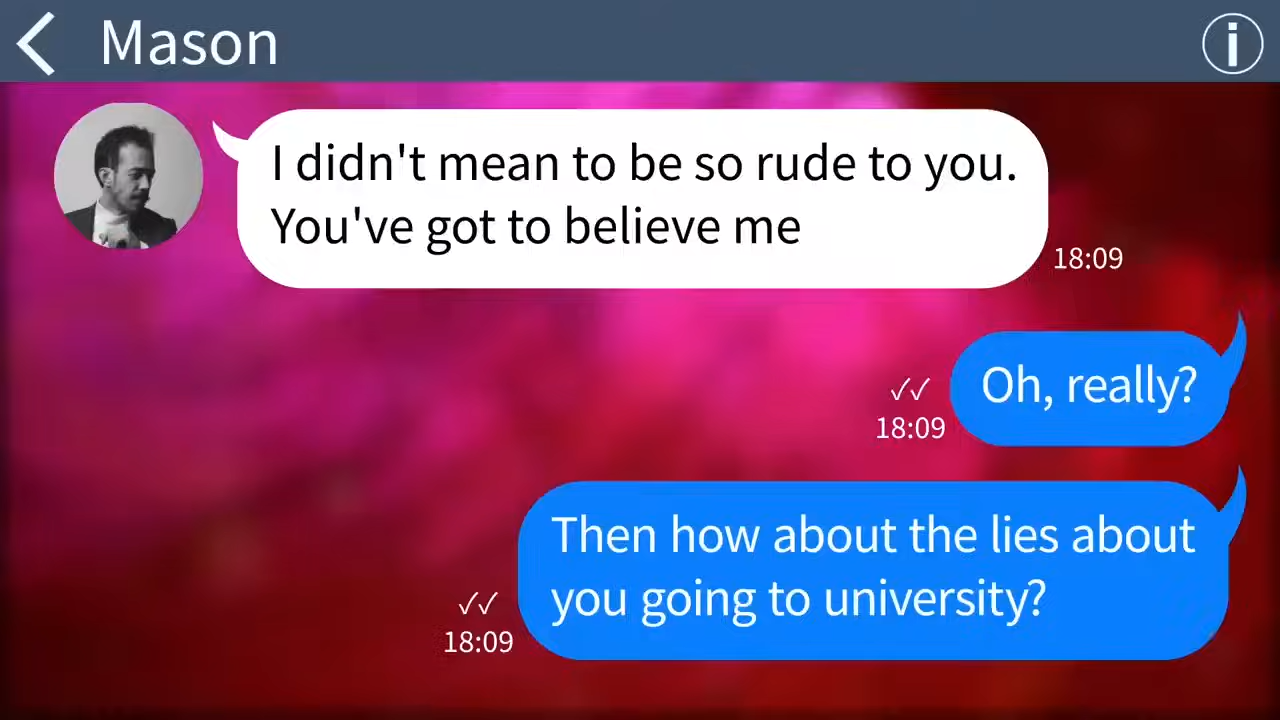 Mason
I didn't mean to be so rude to you.
You've got to believe me
18:09
Oh, really?
✓✓
18:09
Then how about the lies about
you going to university?
✓✓
18:09